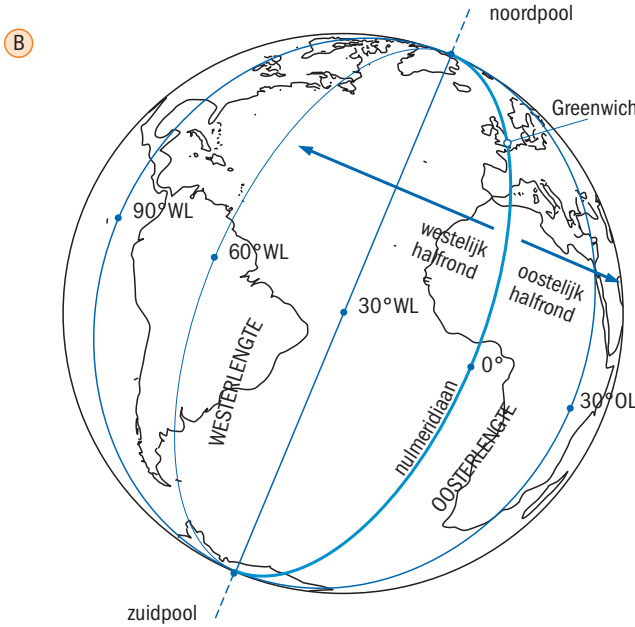 noordpool
B
Greenwich
90°WL
westelijk
halfrond
60°WL
oostelijk
halfrond
30°WL
WESTERLENGTE
0°
30°OL
nulmeridiaan
OOSTERLENGTE
zuidpool